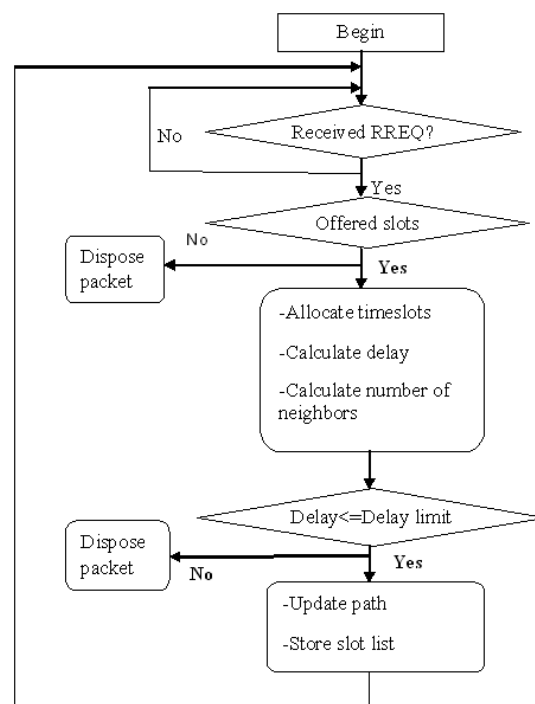 Begin
Received RREQ?
No
Yes
Offered slots
No
Yes
Dispose
packet
-Allocate timeslots
-Calculate delay
-Calculate number of
neighbors
Delay<=Delay limit
Dispose
packet
No
Yes
-Update path
-Store slot list